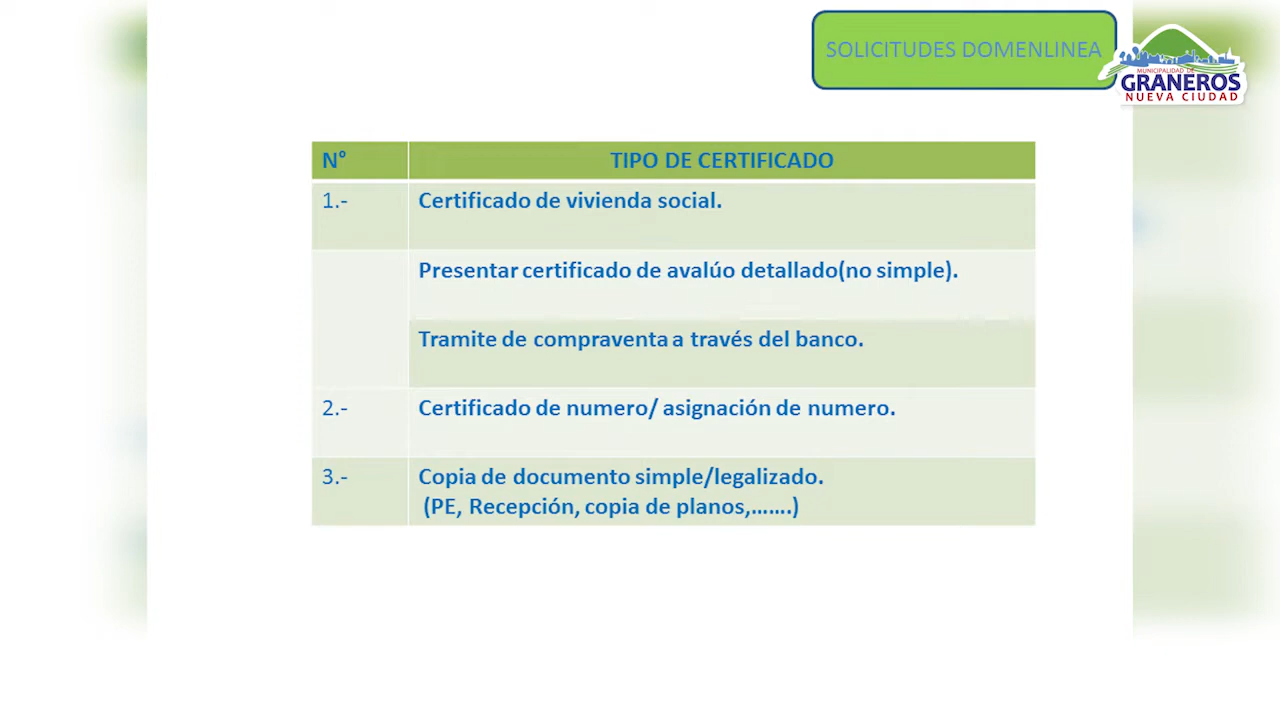 SOLICITUDES DOMENLINEA
MUNICIPALIDAD DE
GRANEROS
NUEVA CIUDAD
N° TIPO DE CERTIFICADO
1.- Certificado de vivienda social.
Presentar certificado de avalúo detallado(no simple).
Tramite de compraventa a través del banco.
2.- Certificado de numero/ asignación de numero.
3.- Copia de documento simple/legalizado.
(PE, Recepción, copia de planos,…….)